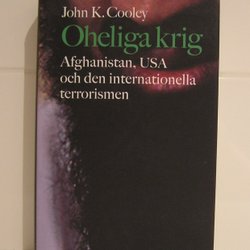 John K. Cooley
Oheliga krig
Afghanistan, USA
och den internationella
terrorismen